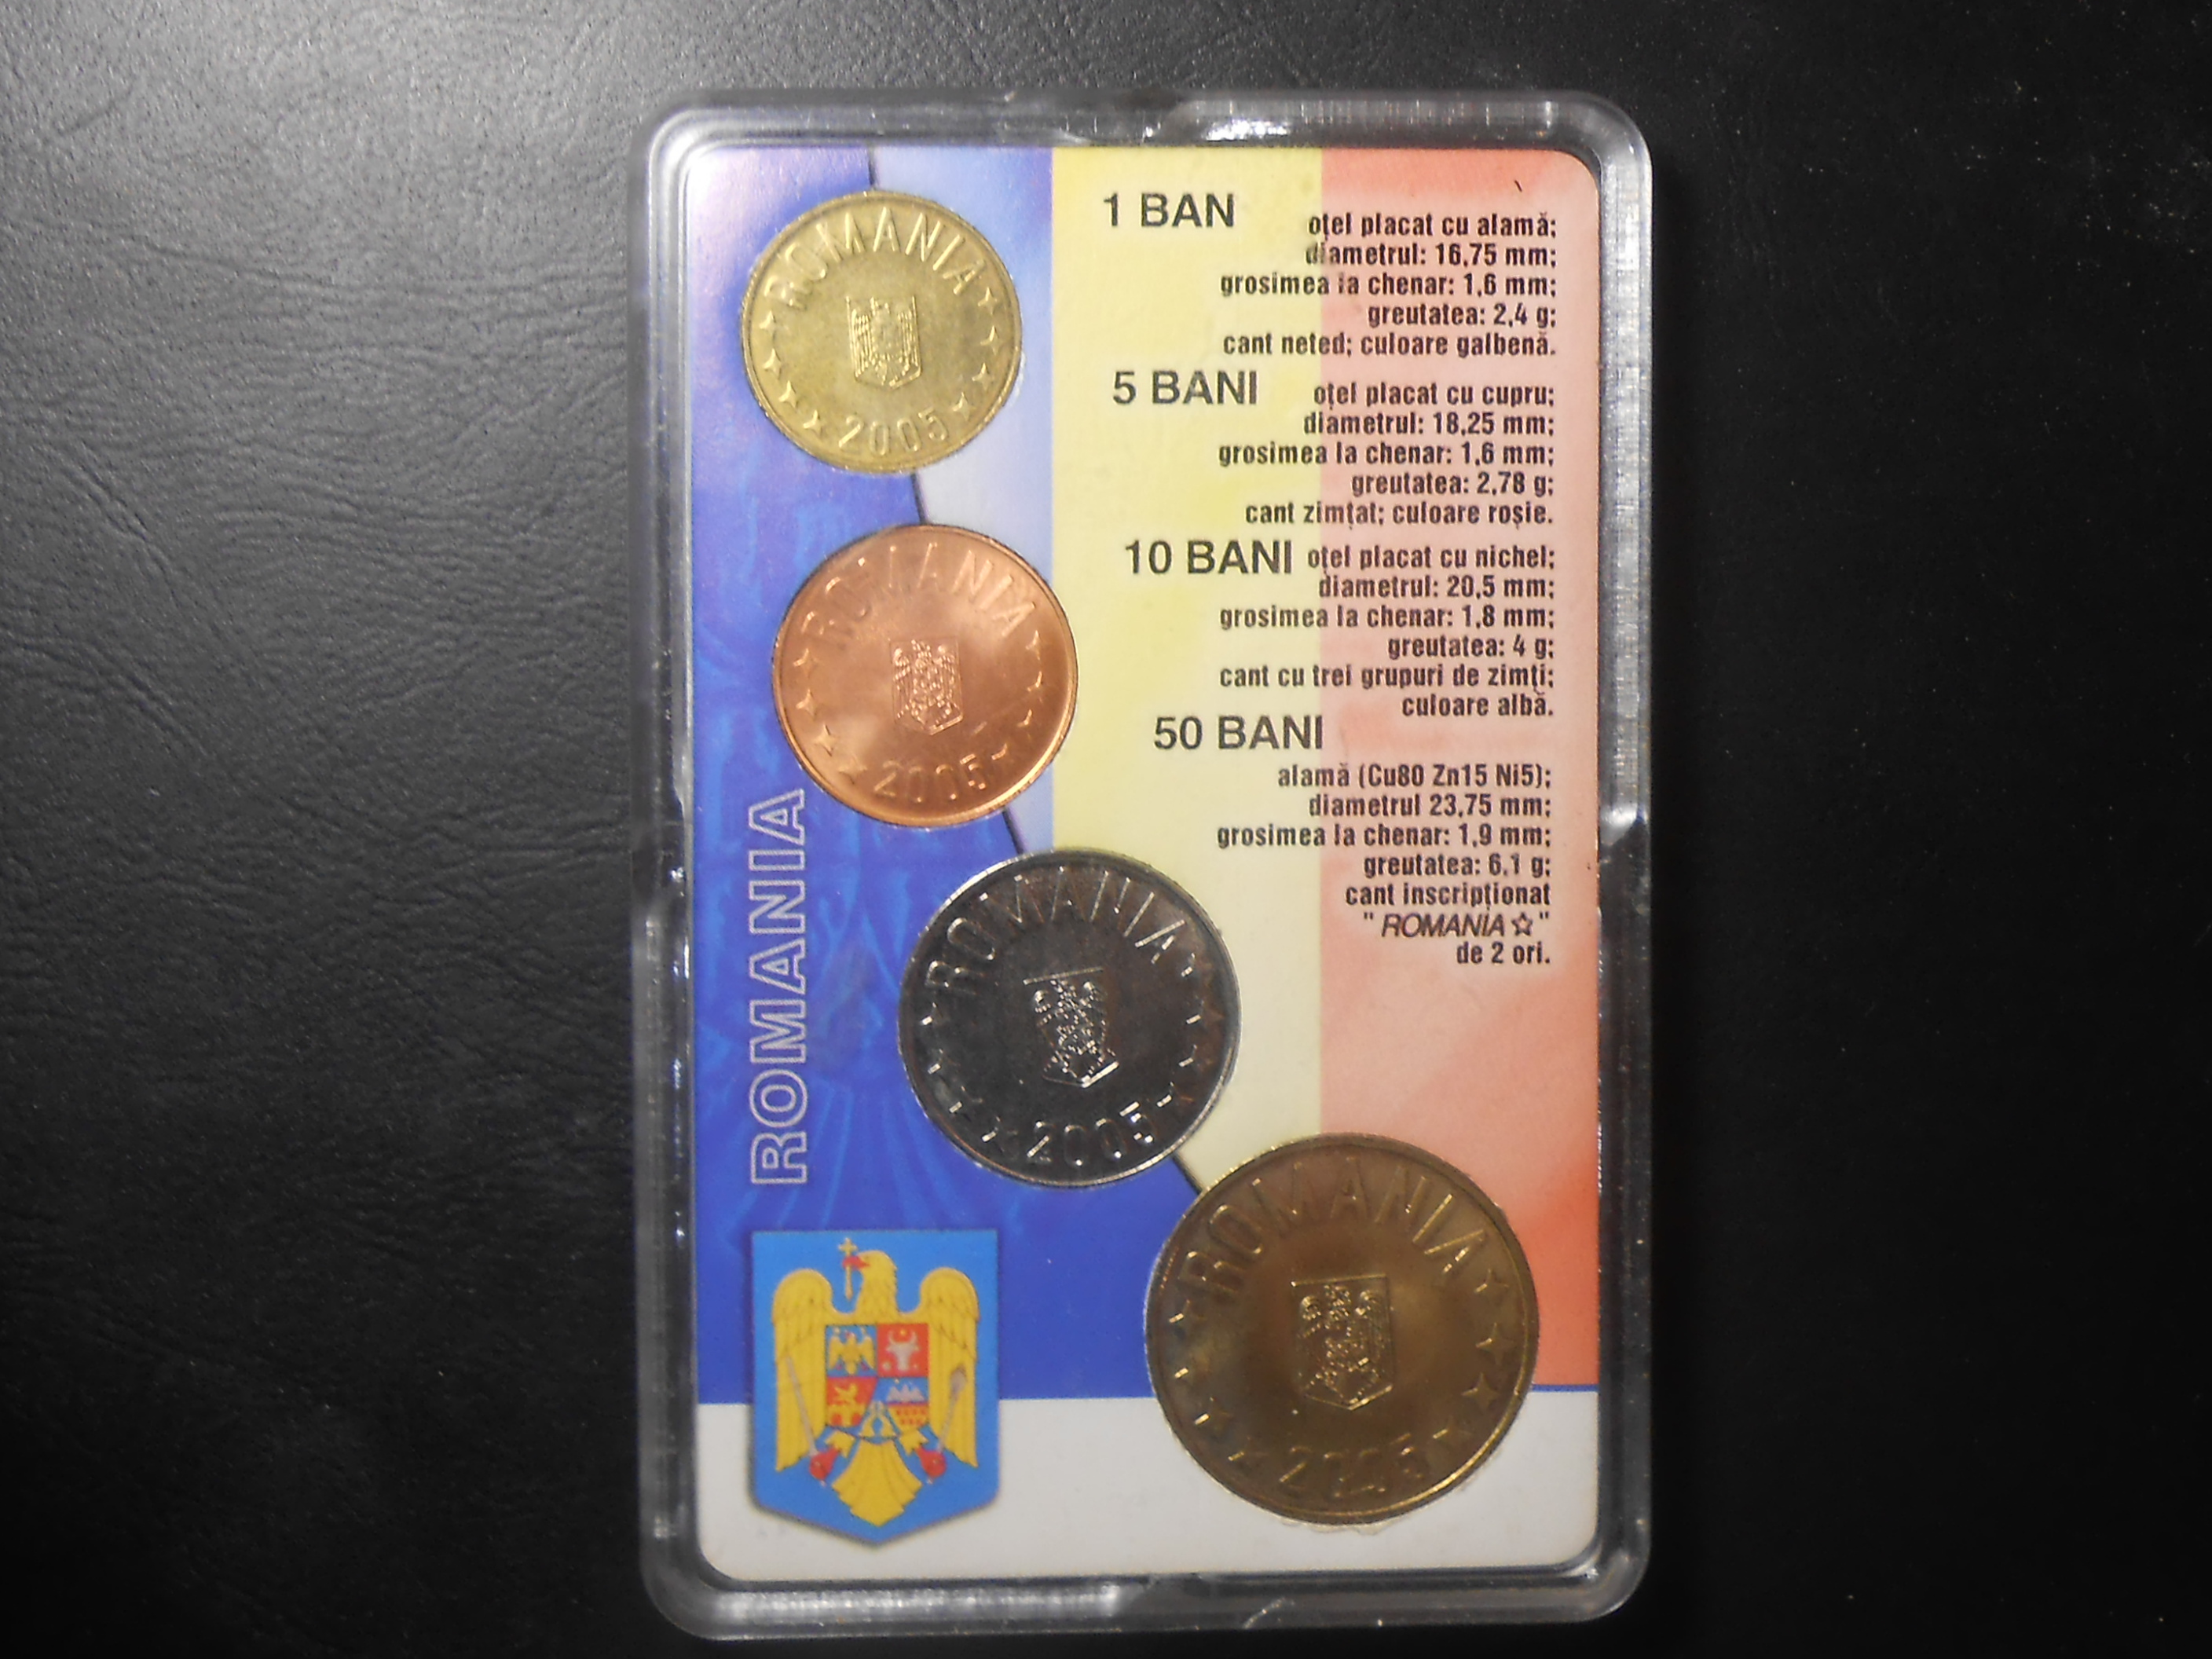 1 BAN
oțel placat cu alamă;
diametrul: 16,75 mm;
grosimea la chenar: 1,6 mm;
greutatea: 2,4 g;
cant neted; culoare galbenă.
5 BANI
oțel placat cu cupru;
diametrul: 18,25 mm;
grosimea la chenar: 1,6 mm;
greutatea: 2,78 g;
cant zimțat; culoare roșie.
10 BANI oțel placat cu nichel;
diametrul: 20,5 mm;
grosimea la chenar: 1,8 mm;
greutatea: 4 g;
cant cu trei grupuri de zimți;
culoare albă.
50 BANI
alamă (Cu80 Zn15 Ni5);
diametrul 23,75 mm;
grosimea la chenar: 1,9 mm;
greutatea: 6,1 g;
cant inscripționat
" ROMANIA☆"
de 2 ori.
ROMANIA
2005
ROMANIA
2005
ROMANIA
2005
ROMANIA
2005
ROMANIA